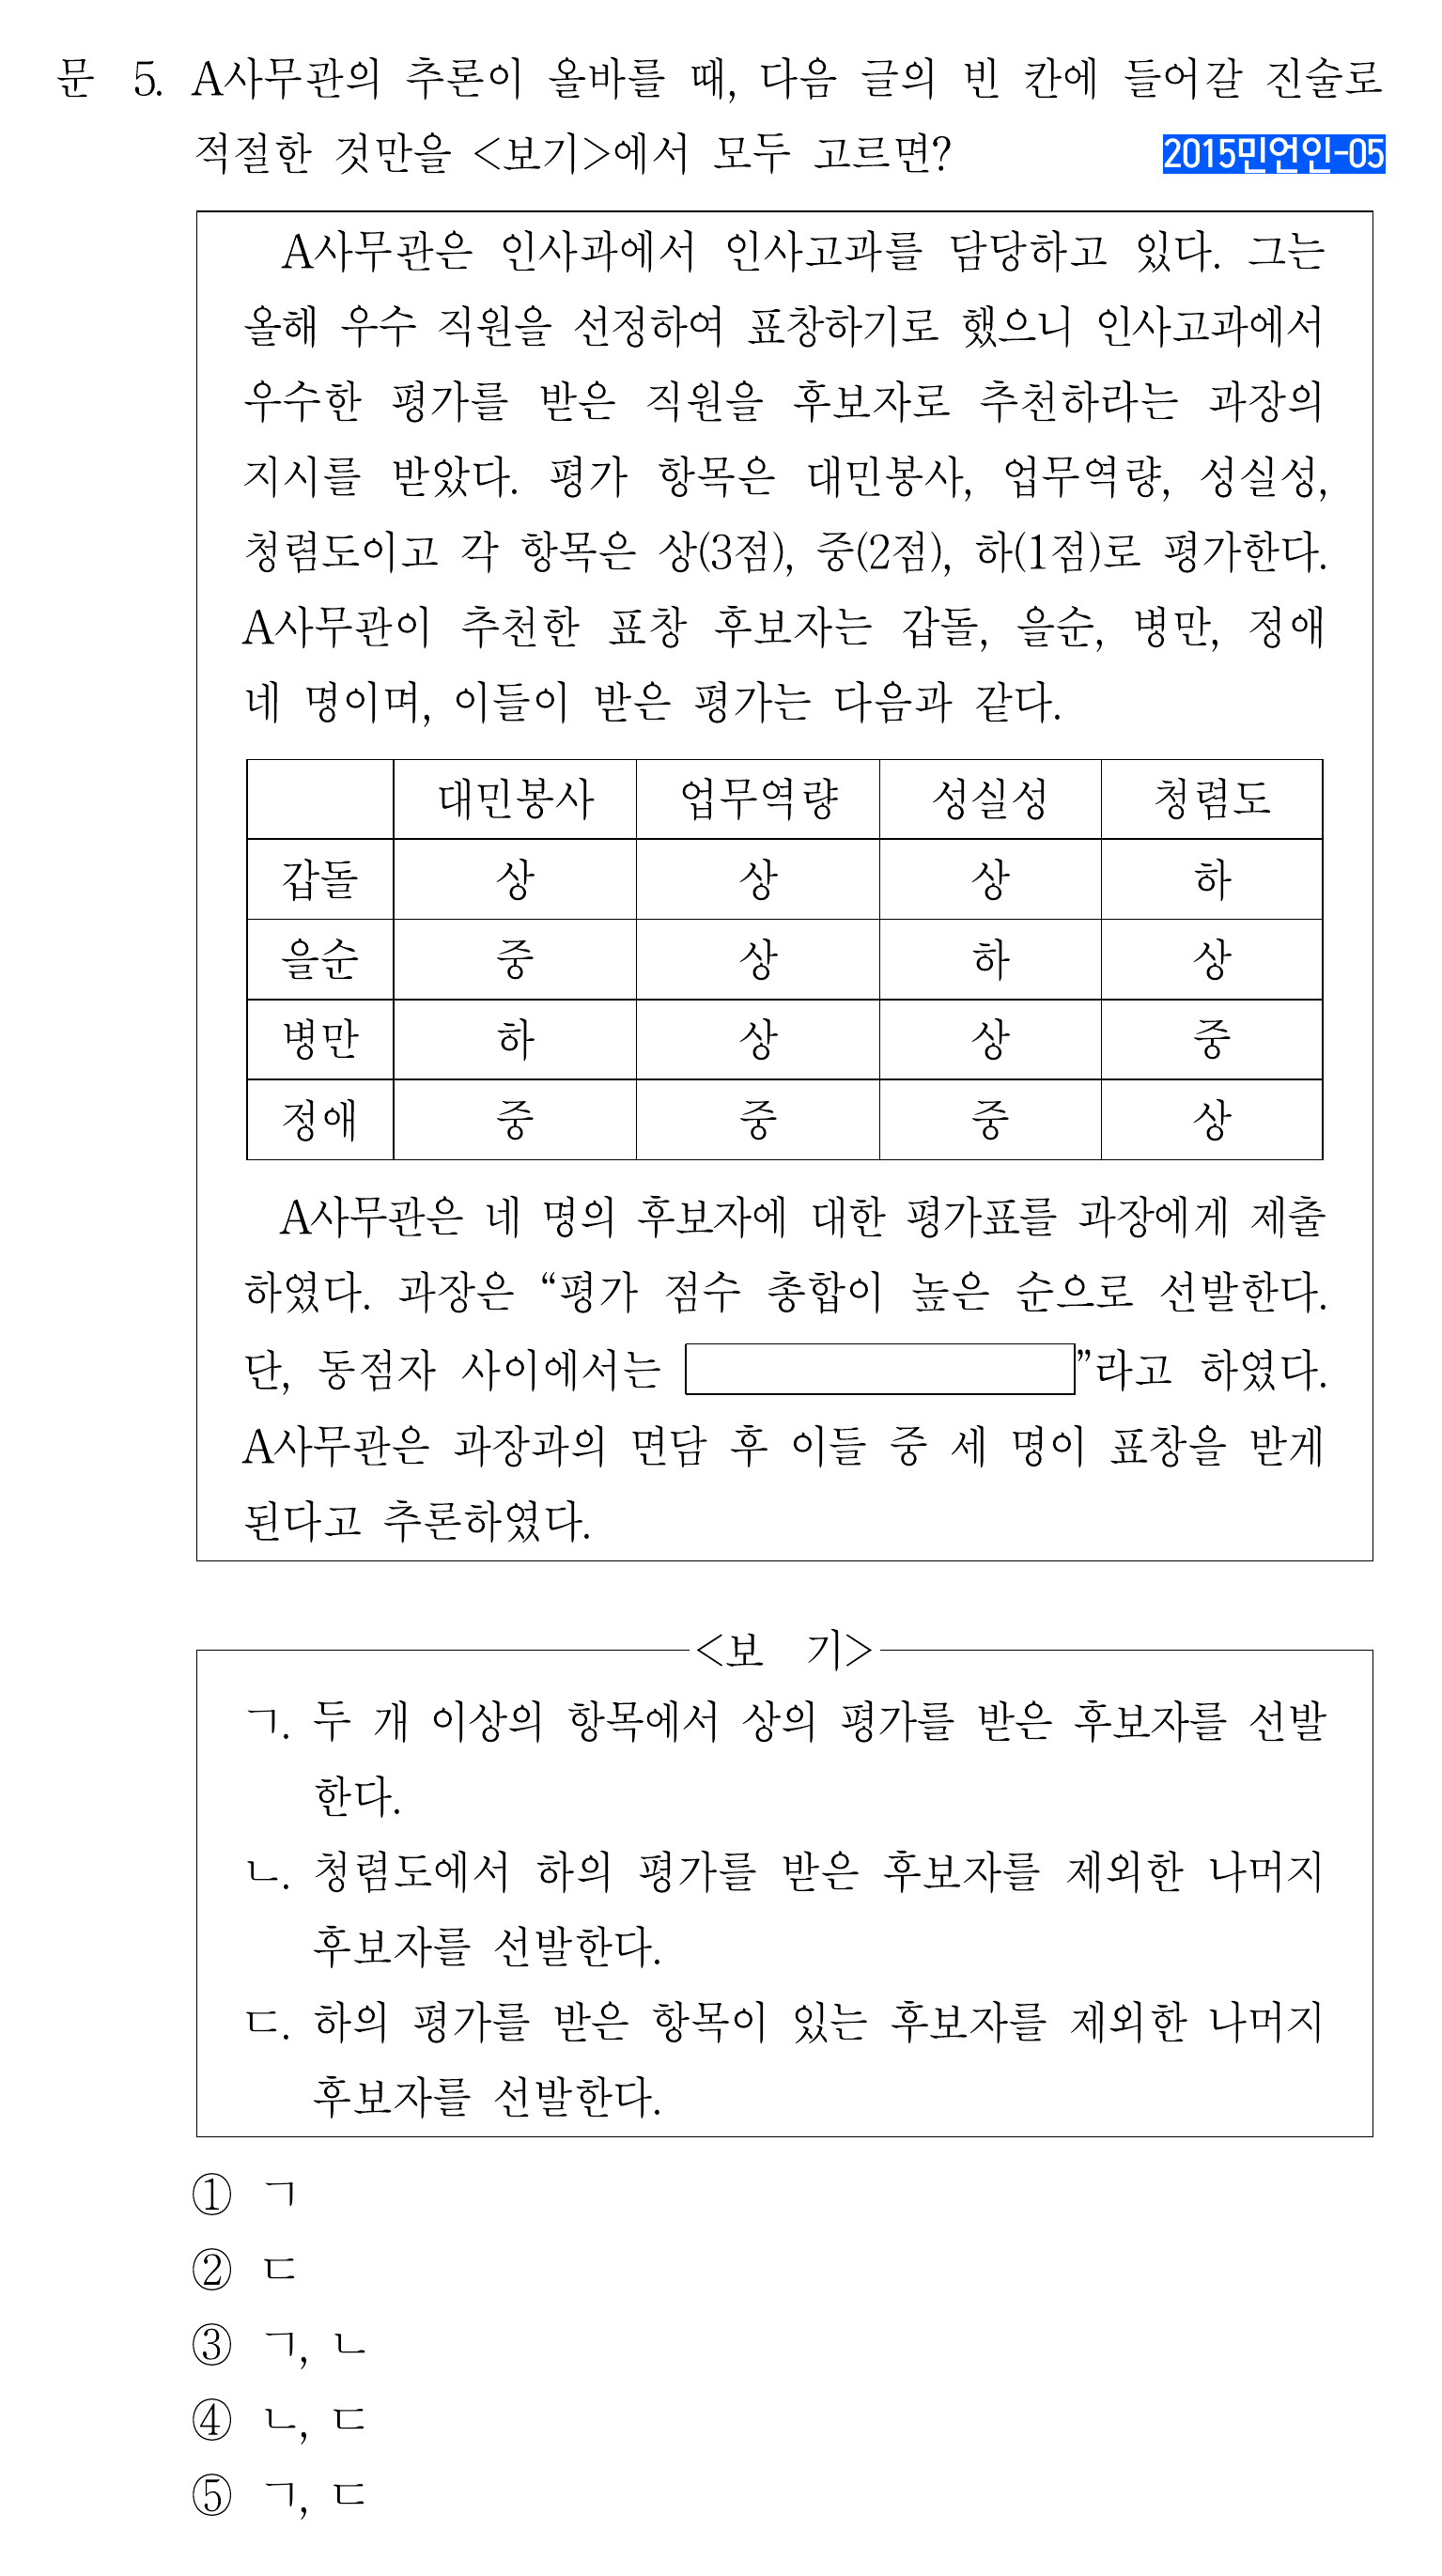 문 5. A사무관의 추론이 올바를 때, 다음 글의 빈 칸에 들어갈 진술로
적절한 것만을 <보기>에서 모두 고르면?
2015민언인-05
A사무관은 인사과에서 인사고과를 담당하고 있다. 그는
올해 우수 직원을 선정하여 표창하기로 했으니 인사고과에서
우수한 평가를 받은 직원을 후보자로 추천하라는 과장의
지시를 받았다. 평가 항목은 대민봉사, 업무역량, 성실성,
청렴도이고 각 항목은 상(3점), 중(2점), 하(1점)로 평가한다.
A사무관이 추천한 표창 후보자는 갑돌, 을순, 병만, 정애
네 명이며, 이들이 받은 평가는 다음과 같다.
대민봉사 업무역량 성실성 청렴도
갑돌 상 상 상 하
을순 중 상 하 상
병만 하 상 상 중
정애 중 중 중 상
A사무관은 네 명의 후보자에 대한 평가표를 과장에게 제출
하였다. 과장은 “평가 점수 총합이 높은 순으로 선발한다.
단, 동점자 사이에서는 ”라고 하였다.
A사무관은 과장과의 면담 후 이들 중 세 명이 표창을 받게
된다고 추론하였다.
<보 기>
ㄱ. 두 개 이상의 항목에서 상의 평가를 받은 후보자를 선발
한다.
ㄴ. 청렴도에서 하의 평가를 받은 후보자를 제외한 나머지
후보자를 선발한다.
ㄷ. 하의 평가를 받은 항목이 있는 후보자를 제외한 나머지
후보자를 선발한다.
① ㄱ
② ㄷ
③ ㄱ, ㄴ
④ ㄴ, ㄷ
⑤ ㄱ, ㄷ